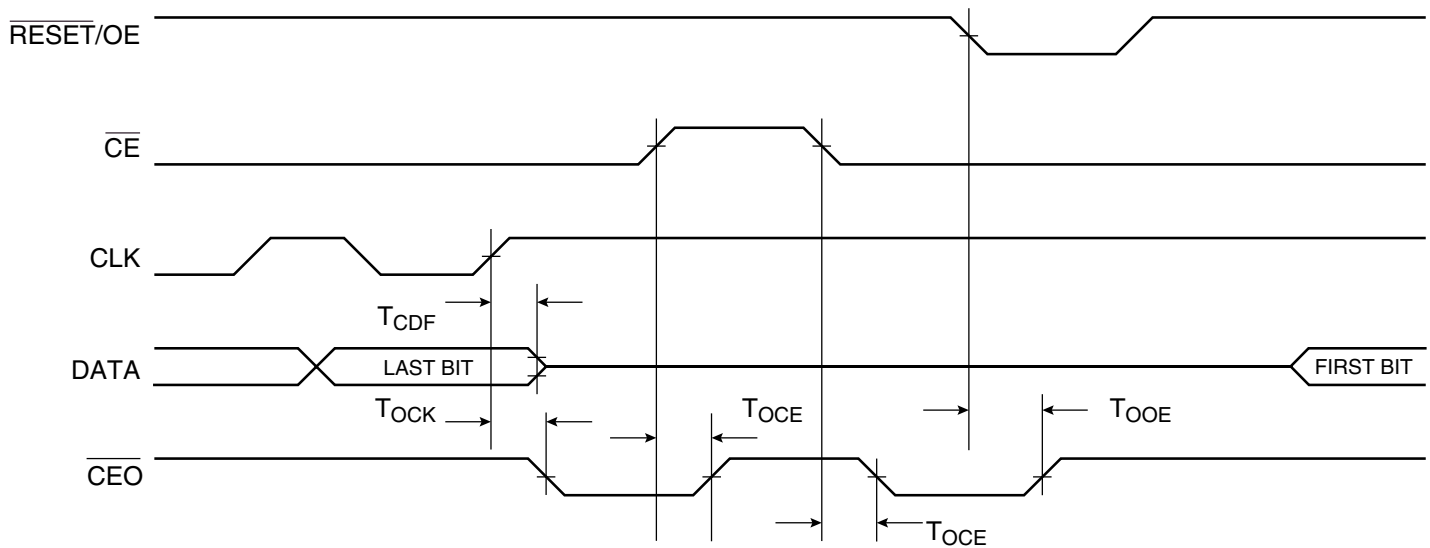 RESET/OE
CE
CLK
TCDF
DATA
LAST BIT
FIRST BIT
TOCK
TOCE
TOOE
CEO
TOCE